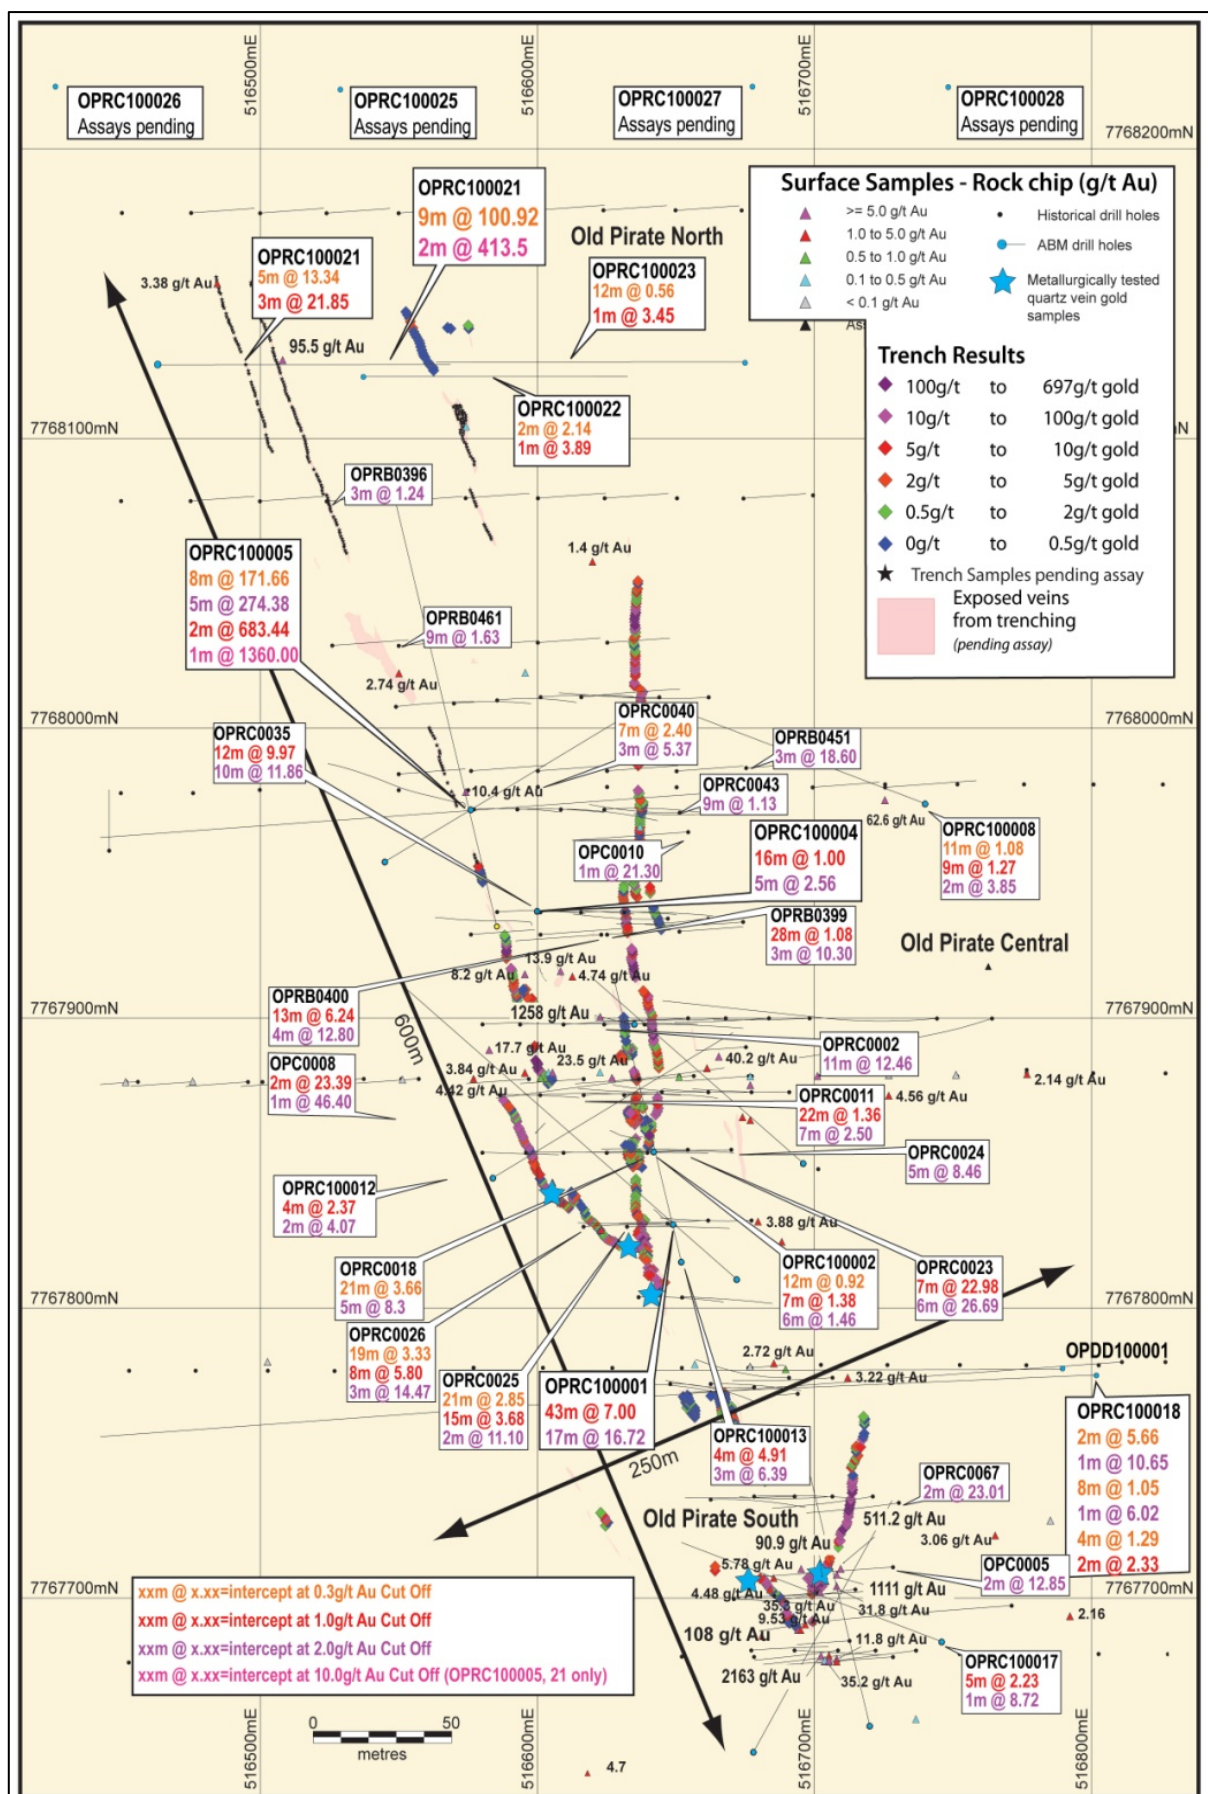 516500mE
516600mE
516700mE
OPRC100026
Assays pending
OPRC100025
Assays pending
OPRC100027
Assays pending
OPRC100028
Assays pending
7768200mN
Surface Samples - Rock chip (g/t Au)
>= 5.0 g/t Au
1.0 to 5.0 g/t Au
0.5 to 1.0 g/t Au
0.1 to 0.5 g/t Au
< 0.1 g/t Au
Historical drill holes
ABM drill holes
Metallurgically tested
quartz vein gold
samples
Trench Results
100g/t to 697g/t gold
10g/t to 100g/t gold
5g/t to 10g/t gold
2g/t to 5g/t gold
0.5g/t to 2g/t gold
0g/t to 0.5g/t gold
Trench Samples pending assay
Exposed veins
from trenching
(pending assay)
OPRC100021
9m @ 100.92
2m @ 413.5
Old Pirate North
OPRC100021
5m @ 13.34
3m @ 21.85
3.38 g/t Au
OPRC100023
12m @ 0.56
1m @ 3.45
95.5 g/t Au
OPRC100022
2m @ 2.14
1m @ 3.89
7768100mN
OPRB0396
3m @ 1.24
OPRC100005
8m @ 171.66
5m @ 274.38
2m @ 683.44
1m @ 1360.00
1.4 g/t Au
OPRB0461
9m @ 1.63
2.74 g/t Au
7768000mN
7768000mN
OPRC0035
12m @ 9.97
10m @ 11.86
OPRC0040
7m @ 2.40
3m @ 5.37
OPRB0451
3m @ 18.60
10.4 g/t Au
OPRC0043
9m @ 1.13
62.6 g/t Au
OPRC100008
11m @ 1.08
9m @ 1.27
2m @ 3.85
OPC0010
1m @ 21.30
OPRC100004
16m @ 1.00
5m @ 2.56
OPRB0399
28m @ 1.08
3m @ 10.30
Old Pirate Central
13.9 g/t Au
8.2 g/t Au
4.74 g/t Au
OPRB0400
13m @ 6.24
4m @ 12.80
7767900mN
7767900mN
1258 g/t Au
600m
OPRC0002
11m @ 12.46
17.7 g/t Au
23.5 g/t Au
40.2 g/t Au
OPC0008
2m @ 23.39
1m @ 46.40
3.84 g/t Au
4.42 g/t Au
2.14 g/t Au
4.56 g/t Au
OPRC0011
22m @ 1.36
7m @ 2.50
OPRC0024
5m @ 8.46
OPRC100012
4m @ 2.37
2m @ 4.07
3.88 g/t Au
OPRC0018
21m @ 3.66
5m @ 8.3
OPRC100002
12m @ 0.92
7m @ 1.38
6m @ 1.46
OPRC0023
7m @ 22.98
6m @ 26.69
7767800mN
7767800mN
OPRC0026
19m @ 3.33
8m @ 5.80
3m @ 14.47
2.72 g/t Au
3.22 g/t Au
OPDD100001
OPRC0025
21m @ 2.85
15m @ 3.68
2m @ 11.10
OPRC100001
43m @ 7.00
17m @ 16.72
OPRC100013
4m @ 4.91
3m @ 6.39
OPRC100018
2m @ 5.66
1m @ 10.65
8m @ 1.05
1m @ 6.02
4m @ 1.29
2m @ 2.33
250m
OPRC0067
2m @ 23.01
Old Pirate South
511.2 g/t Au
90.9 g/t Au
3.06 g/t Au
5.78 g/t Au
OPC0005
2m @ 12.85
4.48 g/t Au
1111 g/t Au
7767700mN
7767700mN
9.53 g/t Au
31.8 g/t Au
2.16
108 g/t Au
11.8 g/t Au
2163 g/t Au
35.2 g/t Au
OPRC100017
5m @ 2.23
1m @ 8.72
xxm @ x.xx=intercept at 0.3g/t Au Cut Off
xxm @ x.xx=intercept at 1.0g/t Au Cut Off
xxm @ x.xx=intercept at 2.0g/t Au Cut Off
xxm @ x.xx=intercept at 10.0g/t Au Cut Off (OPRC100005, 21 only)
0 50
metres
4.7
516500mE
516600mE
516700mE
516800mE